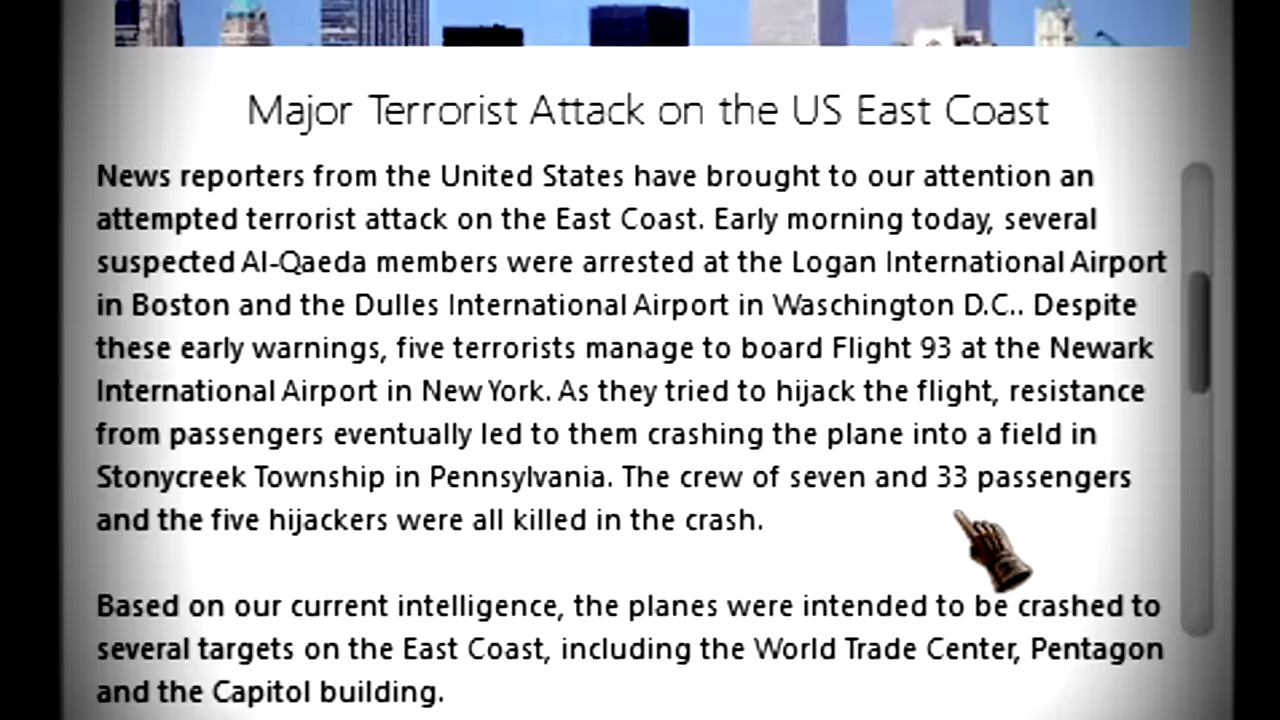 Major Terrorist Attack on the US East Coast
News reporters from the United States have brought to our attention an
attempted terrorist attack on the East Coast. Early morning today, several
suspected Al-Qaeda members were arrested at the Logan International Airport
in Boston and the Dulles International Airport in Waschington D.C.. Despite
these early warnings, five terrorists manage to board Flight 93 at the Newark
International Airport in New York. As they tried to hijack the flight, resistance
from passengers eventually led to them crashing the plane into a field in
Stonycreek Township in Pennsylvania. The crew of seven and 33 passengers
and the five hijackers were all killed in the crash.
Based on our current intelligence, the planes were intended to be crashed to
several targets on the East Coast, including the World Trade Center, Pentagon
and the Capitol building.